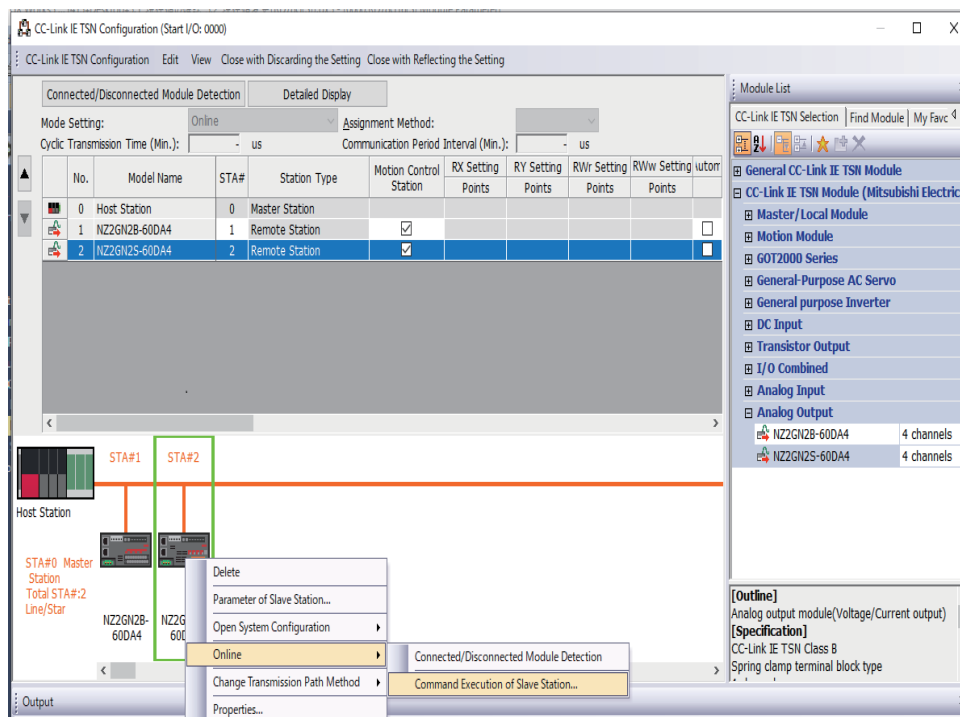 CC-Link IE TSN Configuration (Start I/O: 0000)
CC-Link IE TSN Configuration Edit View Close with Discarding the Setting Close with Reflecting the Setting
Connected/Disconnected Module Detection Detailed Display
Mode Setting: Online Assignment Method:
Cyclic Transmission Time (Min.): - us Communication Period Interval (Min.): - us
No. Model Name STA# Station Type Motion Control Station RX Setting RY Setting RWr Setting RWw Setting utom
Points Points Points Points
0 Host Station 0 Master Station
1 NZ2GN2B-60DA4 1 Remote Station
2 NZ2GN2S-60DA4 2 Remote Station
STA#1 STA#2
Host Station
STA#0 Master
Station
Total STA#:2
Line/Star
NZ2GN2B-
60DA4
NZ2G
60D
Delete
Parameter of Slave Station...
Open System Configuration
Online
Change Transmission Path Method
Properties...
Connected/Disconnected Module Detection
Command Execution of Slave Station...
Output
Module List
CC-Link IE TSN Selection Find Module My Favc
General CC-Link IE TSN Module
CC-Link IE TSN Module (Mitsubishi Electric
Master/Local Module
Motion Module
GOT2000 Series
General-Purpose AC Servo
General purpose Inverter
DC Input
Transistor Output
I/O Combined
Analog Input
Analog Output
NZ2GN2B-60DA4 4 channels
NZ2GN2S-60DA4 4 channels
[Outline]
Analog output module(Voltage/Current output)
[Specification]
CC-Link IE TSN Class B
Spring clamp terminal block type